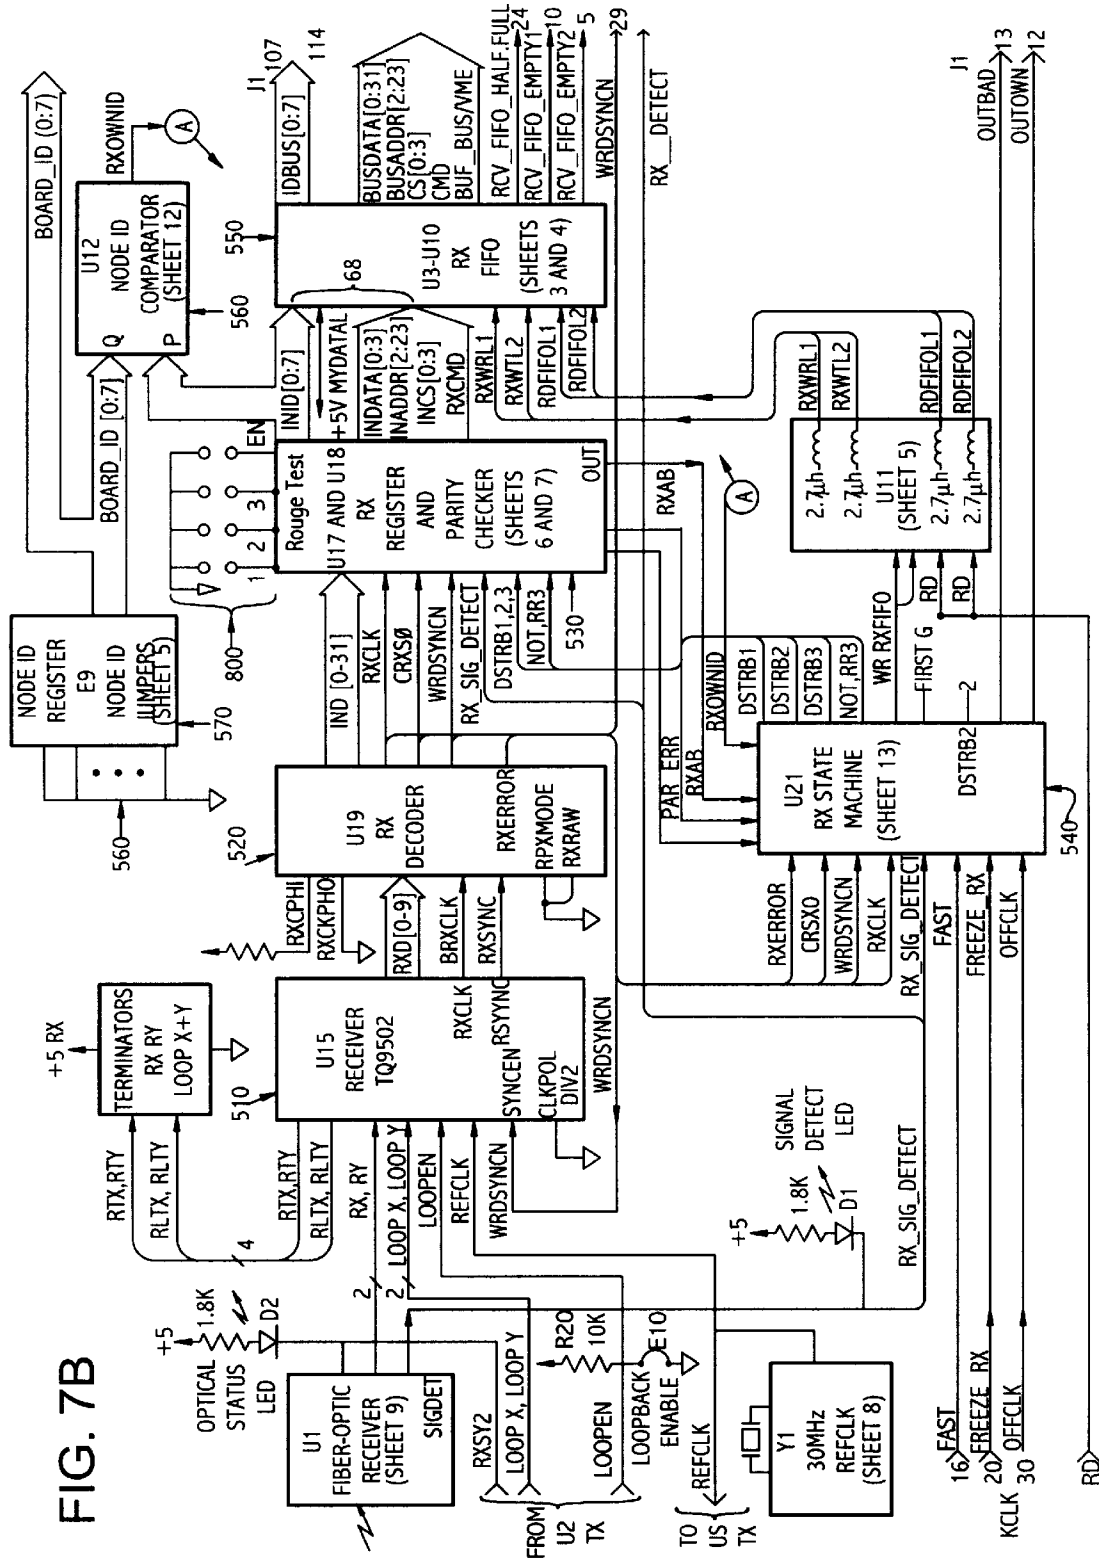 FIG. 7B
BOARD_ID (0:7)
NODE ID
REGISTER
E9
NODE ID
JUMPERS
(SHEET 5)
570
560
BOARD_ID [0:7]
U12
NODE ID
COMPARATOR
(SHEET 12)
Q
P
560
RXOWNID
A
J1
107
114
IDBUS[0:7]
BUSDATA[0:31]
BUSADDR[2:23]
CS[0:3]
CMD
BUF_BUS/VME
RCV_FIFO_HALF.FULL
24
RCV_FIFO_EMPTY1
10
RCV_FIFO_EMPTY2
5
WRDSYNCN
29
RX__DETECT
550
68
U3-U10
RX
FIFO
(SHEETS
3 AND 4)
INID[0:7]
+5V MYDATAL
INDATA[0:3]
INADDR[2:23]
INCS[0:3]
RXCMD
RXWRL1
RXWTL2
RDFIFOL1
RDFIFOL2
800
1
2
3
EN
Rouge Test
U17 AND U18
RX
REGISTER
AND
PARITY
CHECKER
(SHEETS
6 AND 7)
OUT
530
IND [0-31]
RXCLK
CRXSØ
WRDSYNCN
RX_SIG_DETECT
DSTRB1,2,3
NOT,RR3
520
U19
RX
DECODER
RXERROR
RPXMODE
RXRAW
RXCPHI
RXCKPHO
RXD[0-9]
BRXCLK
RXSYNC
+5 RX
TERMINATORS
RX RY
LOOP X+Y
510
U15
RECEIVER
TQ9502
RXCLK
RSYYNC
SYNCEN
CLKPOL
DIV2
WRDSYNCN
RTX,RTY
RLTX, RLTY
4
RTX,RTY
RLTX, RLTY
RX, RY
LOOP X, LOOP Y
LOOPEN
REFCLK
WRDSYNCN
2
2
OPTICAL
STATUS
LED
+5
1.8K
D2
U1
FIBER-OPTIC
RECEIVER
(SHEET 9)
SIGDET
RXSY2
LOOP X, LOOP Y
FROM
U2
TX
LOOPEN
R20
10K
E10
LOOPBACK
ENABLE
REFCLK
TO
US
TX
Y1
30MHz
REFCLK
(SHEET 8)
SIGNAL
DETECT
LED
+5
1.8K
D1
RX_SIG_DETECT
RXERROR
CRSXO
WRDSYNCN
RXCLK
RX_SIG_DETECT
FAST
FREEZE_RX
OFFCLK
16
FAST
20
FREEZE RX
KCLK
30
OFFCLK
RD
U21
RX STATE
MACHINE
(SHEET 13)
DSTRB2
540
PAR ERR
RXAB
RXAB
RXOWNID
A
DSTRB1
DSTRB2
DSTRB3
NOT,RR3
WR RXFIFO
FIRST G
2
RD
RD
U11
(SHEET 5)
2.7µh
2.7µh
2.7µh
2.7µh
RXWRL1
RXWTL2
RDFIFOL1
RDFIFOL2
J1
OUTBAD
13
OUTOWN
12